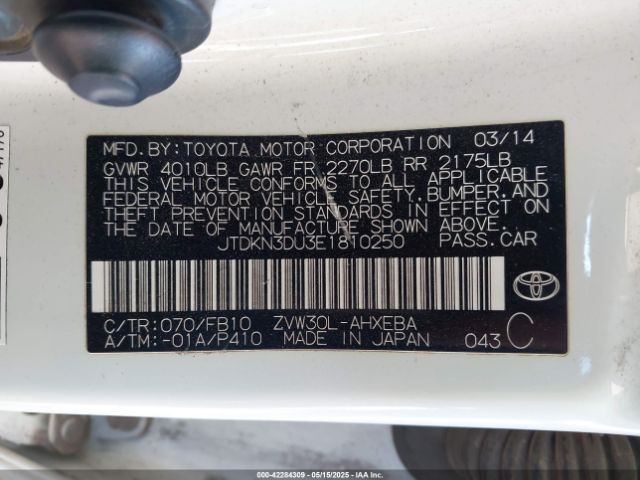 MFD. BY: TOYOTA MOTOR CORPORATION 03/14
GVWR 4010LB GAWR FR 2270LB RR 2175LB
THIS VEHICLE CONFORMS TO ALL APPLICABLE
FEDERAL MOTOR VEHICLE SAFETY, BUMPER, AND
THEFT PREVENTION STANDARDS IN EFFECT ON
THE DATE OF MANUFACTURE SHOWN ABOVE.
JTDKN3DU3E1810250 PASS. CAR
C/TR: 070/FB10 ZVW30L-AHXEBA
A/TM: -01A/P410 MADE IN JAPAN 043 C
000-42284309 - 05/15/2025 - IAAI.COM